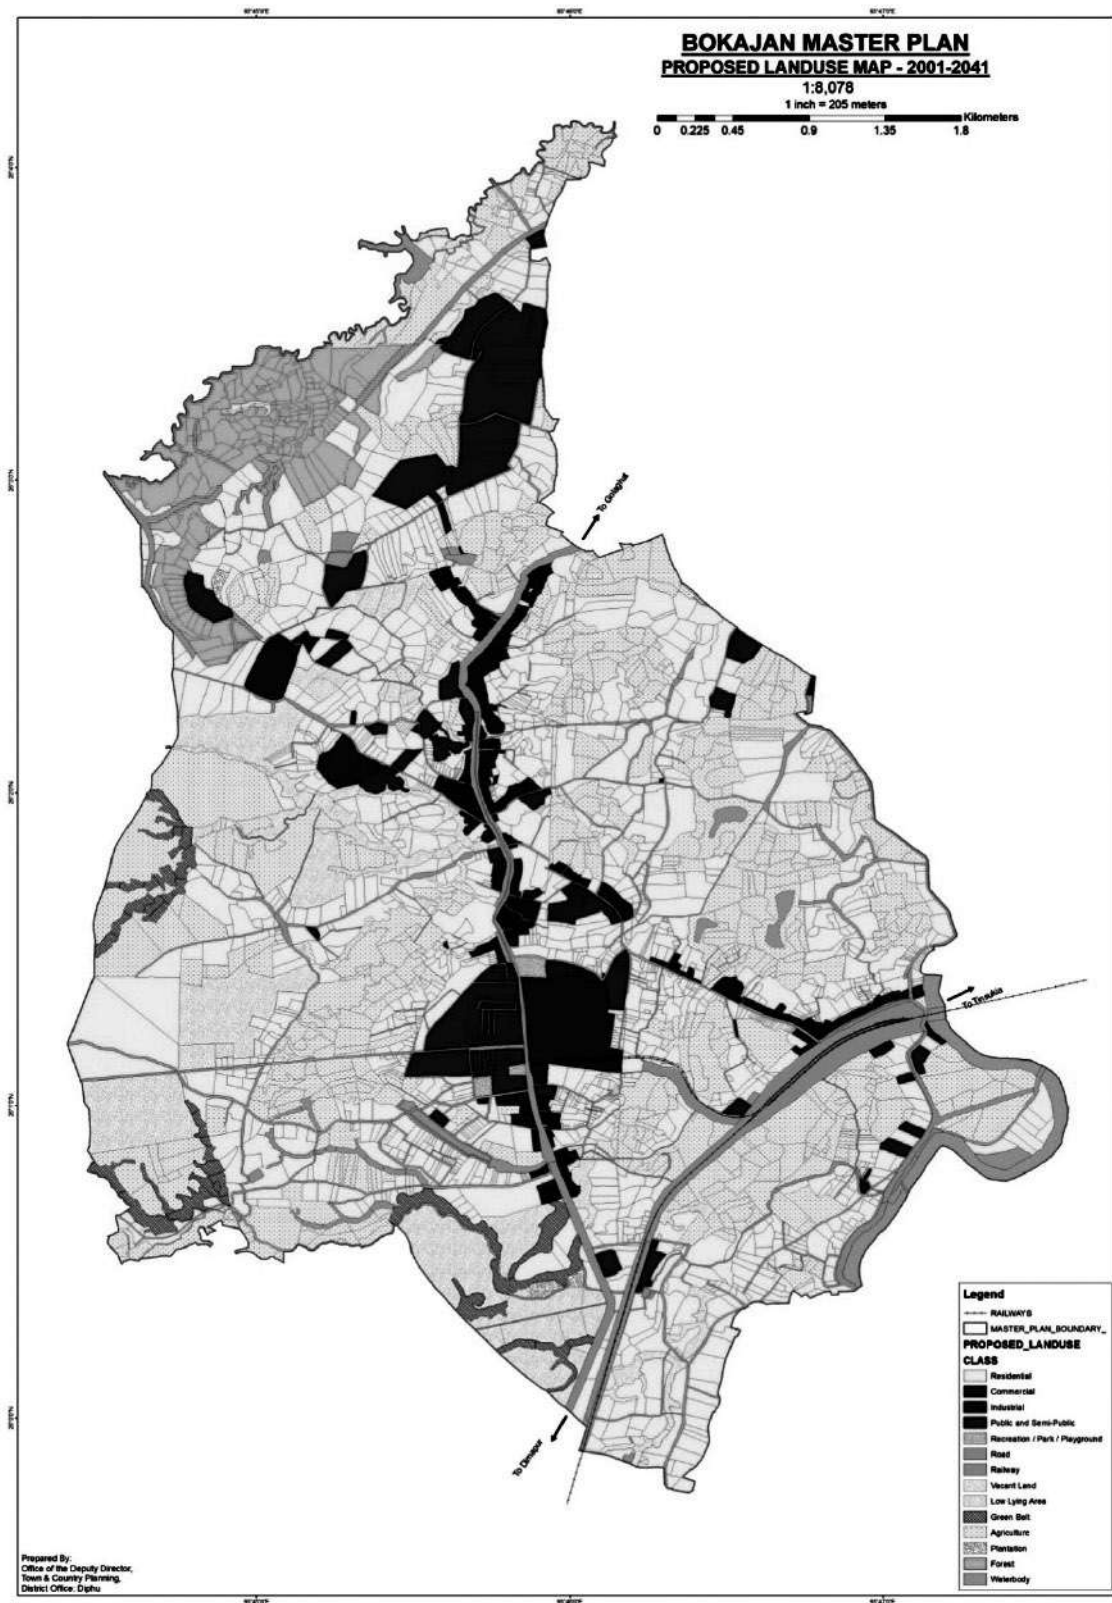 BOKAJAN MASTER PLAN
PROPOSED LANDUSE MAP - 2001-2041
1:8,078
1 inch = 205 meters
Kilometers
0 0.225 0.45 0.9 1.35 1.8
To Golaghat
To Tinsukia
To Dimapur
Legend
RAILWAYS
MASTER_PLAN_BOUNDARY_
PROPOSED_LANDUSE
CLASS
Residential
Commercial
Industrial
Public and Semi-Public
Recreation / Park / Playground
Road
Railway
Vacant Land
Low Lying Area
Green Belt
Agriculture
Plantation
Forest
Waterbody
Prepared By:
Office of the Deputy Director,
Town & Country Planning,
District Office: Diphu